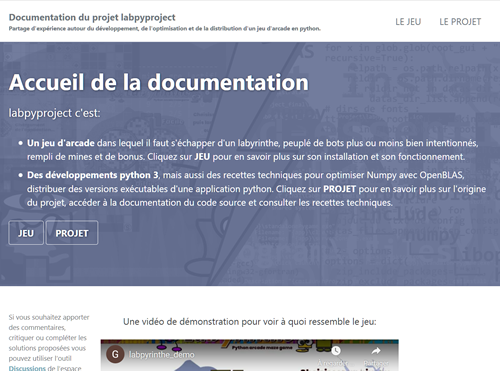 Documentation du projet labpyproject
Partage d'expérience autour du développement, de l'optimisation et de la distribution d'un jeu d'arcade en python.
LE JEU
LE PROJET
Accueil de la documentation
labpyproject c'est:
Un jeu d'arcade dans lequel il faut s'échapper d'un labyrinthe, peuplé de bots plus ou moins bien intentionnés,
rempli de mines et de bonus. Cliquez sur JEU pour en savoir plus sur son installation et son fonctionnement.
Des développements python 3, mais aussi des recettes techniques pour optimiser Numpy avec OpenBLAS,
distribuer des versions exécutables d'une application python. Cliquez sur PROJET pour en savoir plus sur l'origine
du projet, accéder à la documentation du code source et consulter les recettes techniques.
JEU
PROJET
Si vous souhaitez apporter
des commentaires,
critiquer ou compléter les
solutions proposées vous
pouvez utiliser l'outil
Discussions de l'espace
Une vidéo de démonstration pour voir à quoi ressemble le jeu:
Python arcade maze game
G
labpyrinthe_demo